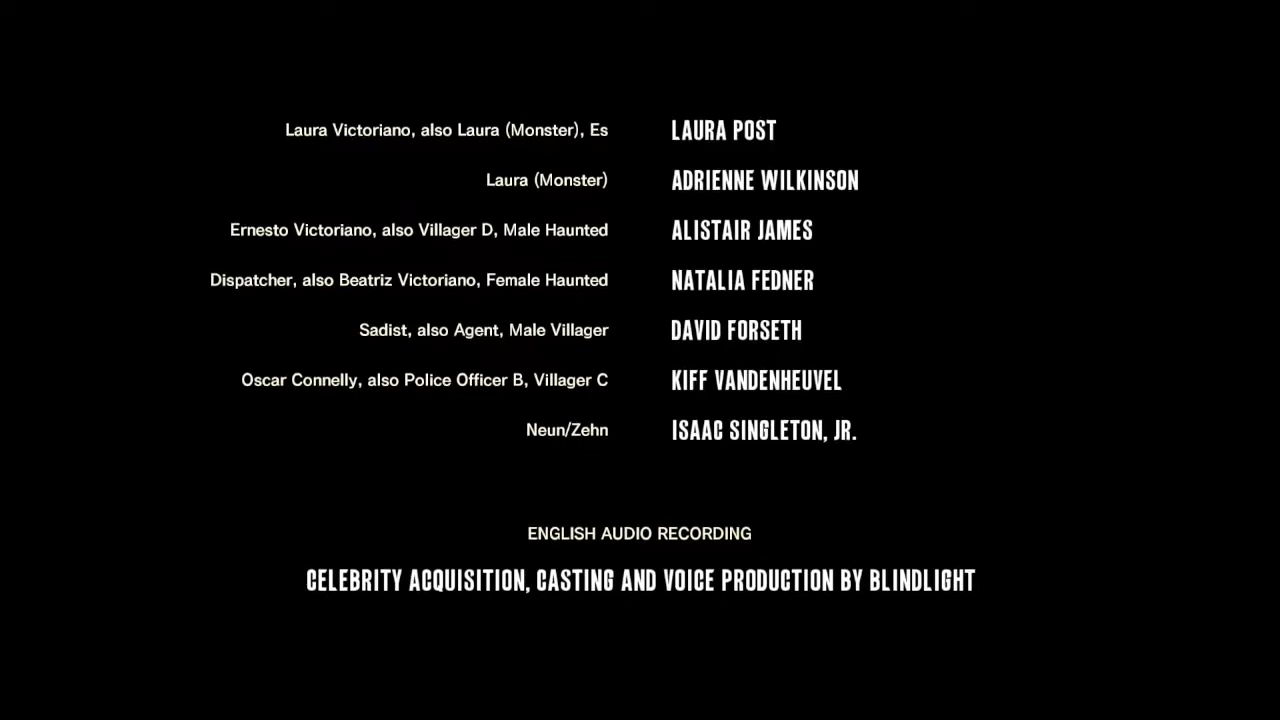 Laura Victoriano, also Laura (Monster), Es LAURA POST
Laura (Monster) ADRIENNE WILKINSON
Ernesto Victoriano, also Villager D, Male Haunted ALISTAIR JAMES
Dispatcher, also Beatriz Victoriano, Female Haunted NATALIA FEDNER
Sadist, also Agent, Male Villager DAVID FORSETH
Oscar Connelly, also Police Officer B, Villager C KIFF VANDENHEUVEL
Neun/Zehn ISAAC SINGLETON, JR.
ENGLISH AUDIO RECORDING
CELEBRITY ACQUISITION, CASTING AND VOICE PRODUCTION BY BLINDLIGHT